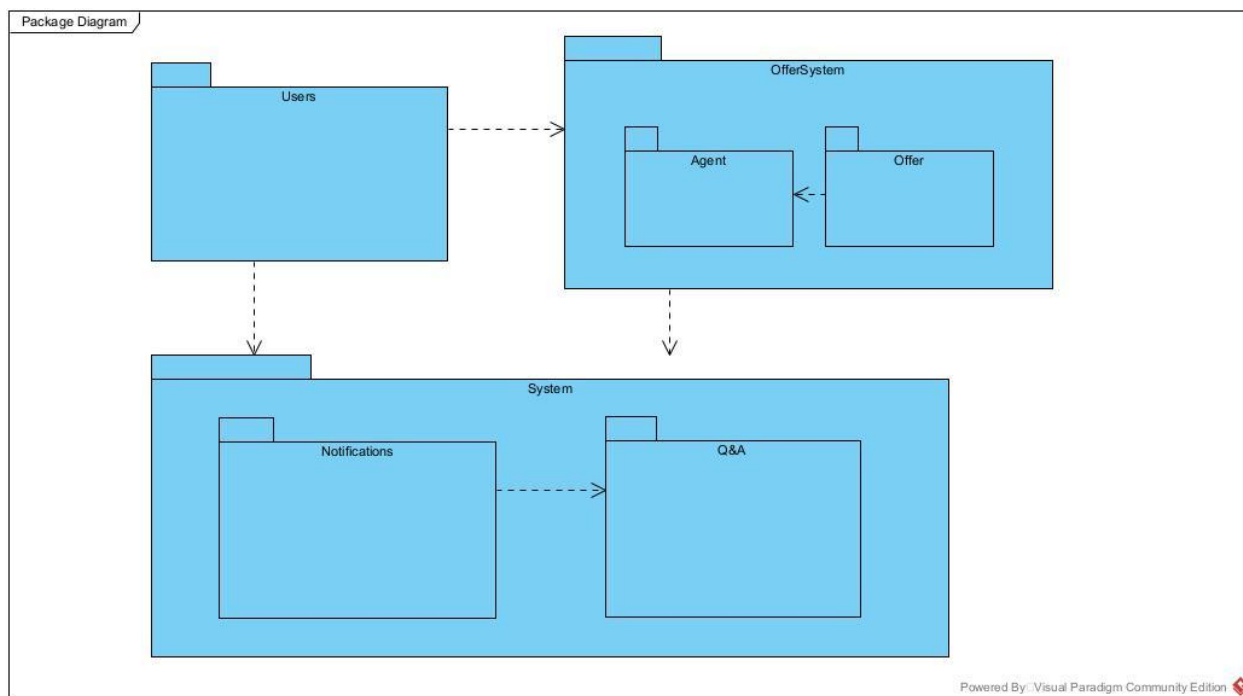 Package Diagram
OfferSystem
Users
Agent
Offer
System
Notifications
Q&A
Powered By Visual Paradigm Community Edition